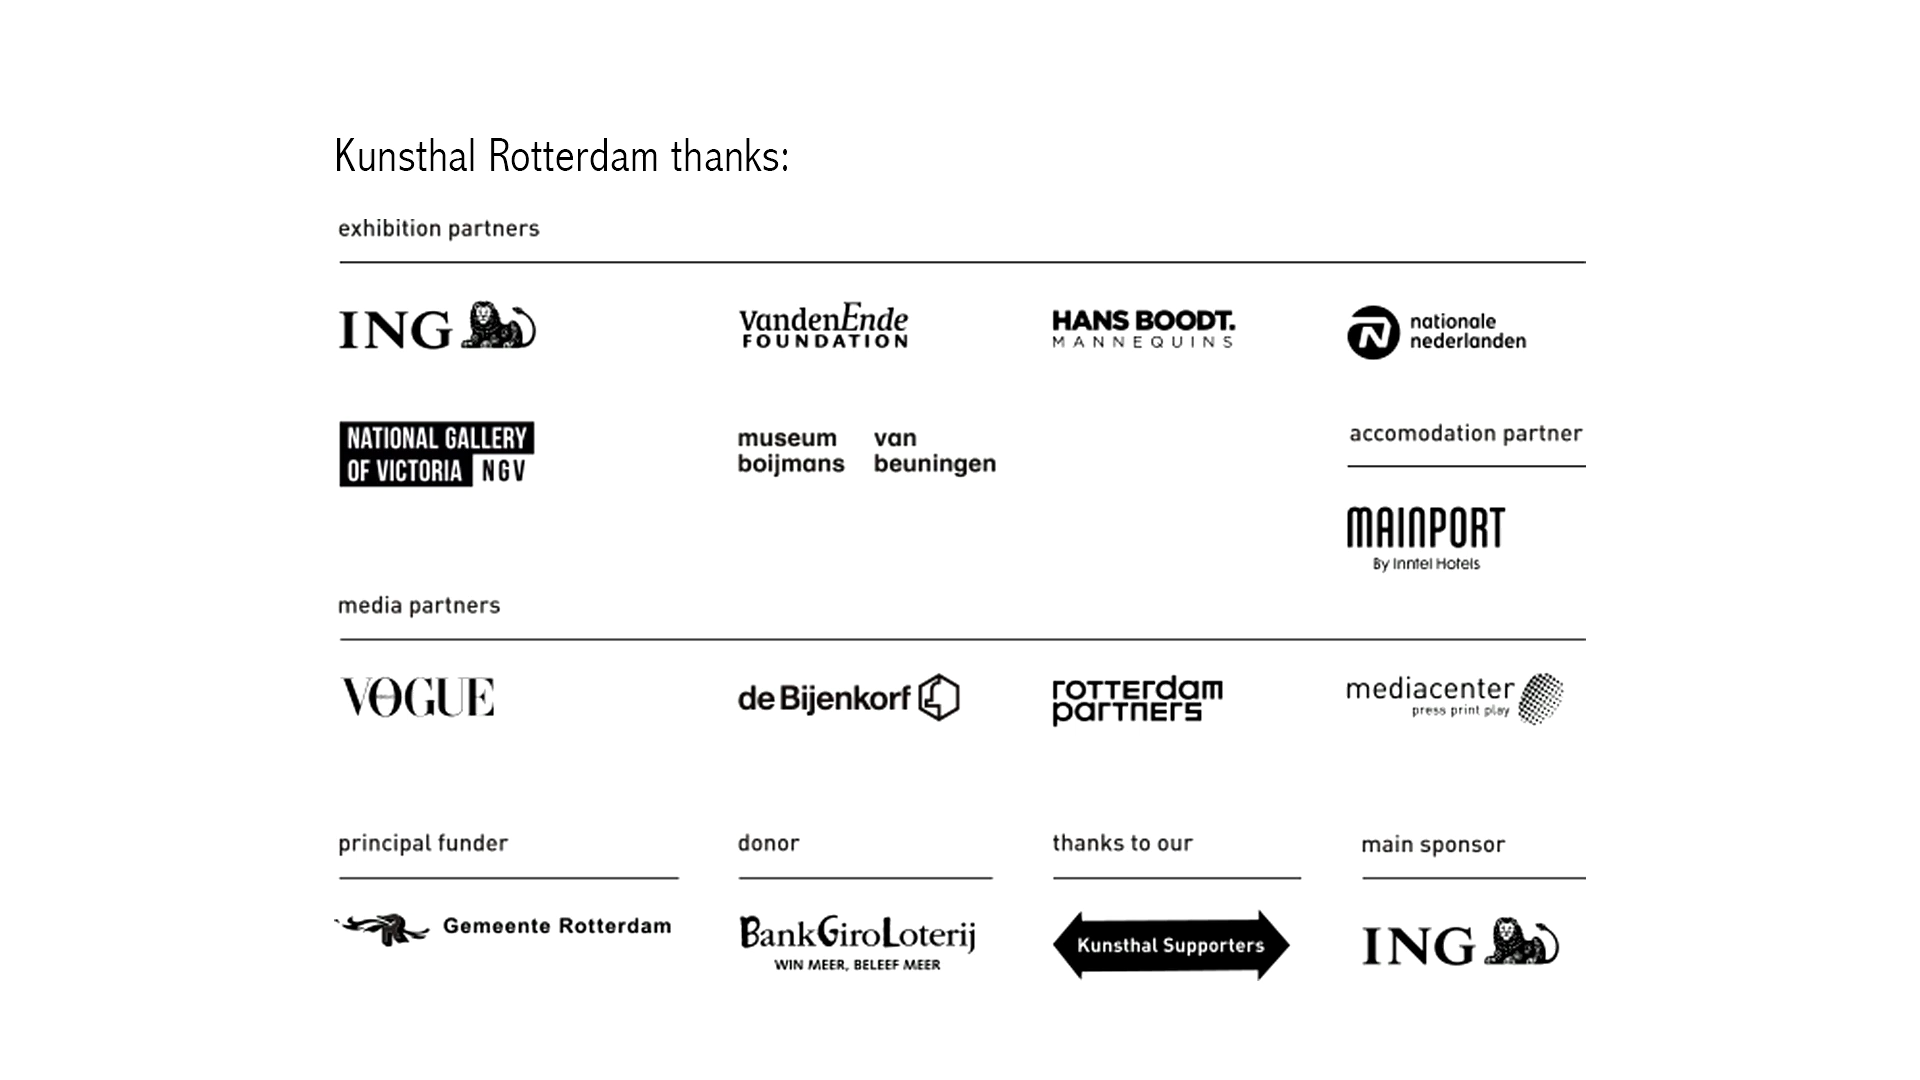 Kunsthal Rotterdam thanks:
exhibition partners
ING
VandenEnde
FOUNDATION
HANS BOODT.
MANNEQUINS
nationale
nederlanden
NATIONAL GALLERY
OF VICTORIA NGV
museum van
boijmans beuningen
accomodation partner
MAINPORT
By Inntel Hotels
media partners
VOGUE
de Bijenkorf
rotterdam
partners
mediacenter
press print play
principal funder
Gemeente Rotterdam
donor
BankGiroLoterij
WIN MEER, BELEEF MEER
thanks to our
Kunsthal Supporters
main sponsor
ING